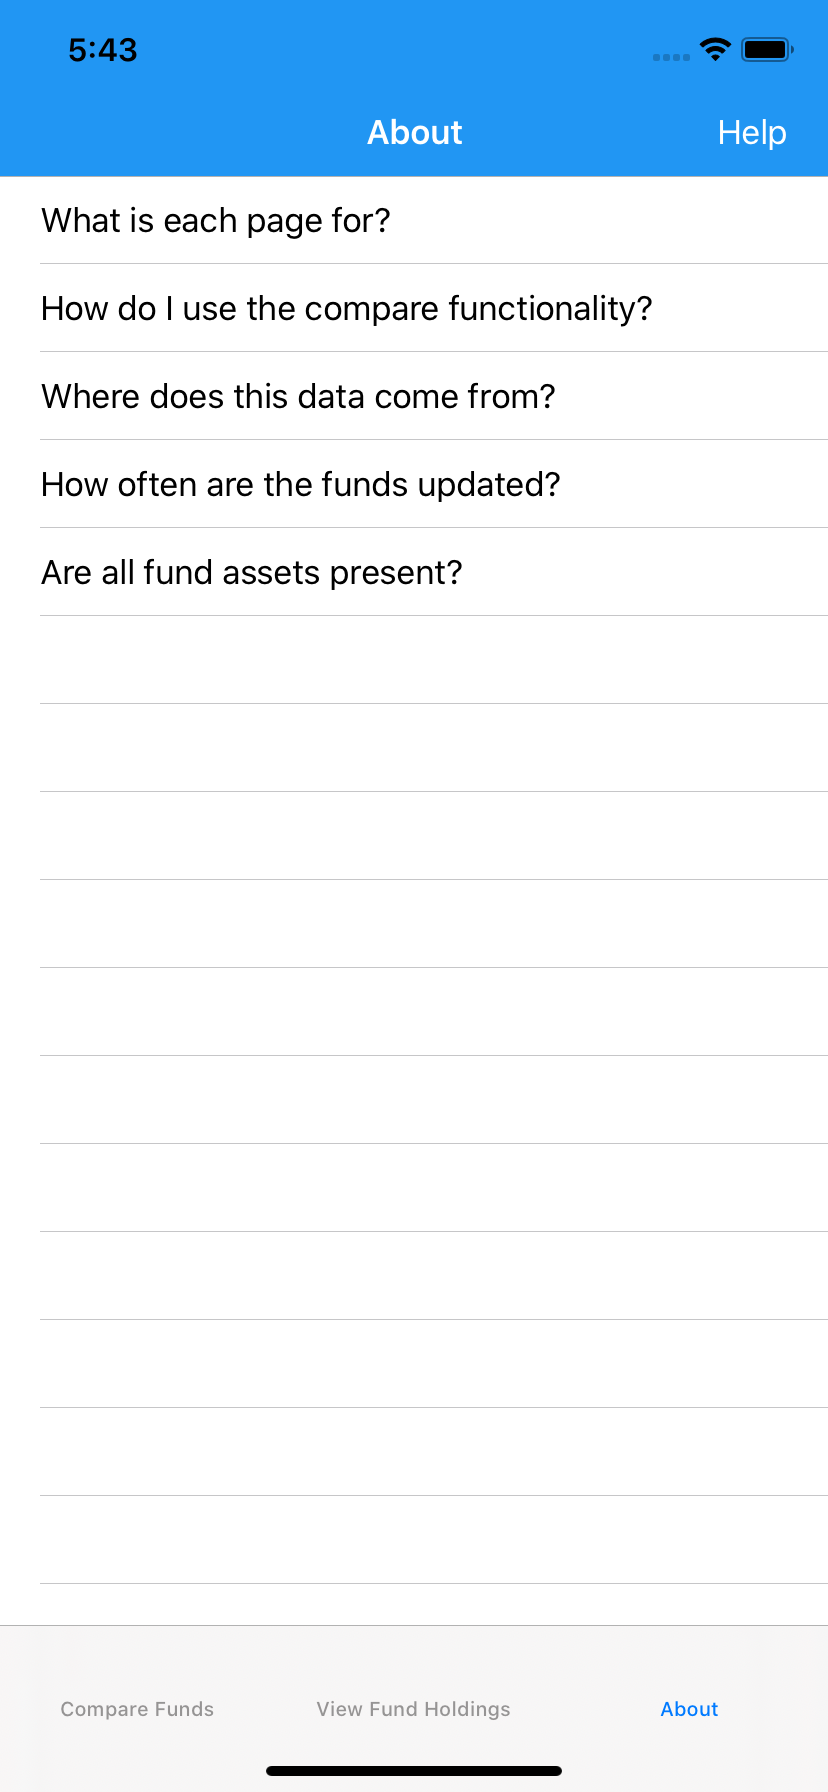 5:43
About
Help
What is each page for?
How do I use the compare functionality?
Where does this data come from?
How often are the funds updated?
Are all fund assets present?
Compare Funds
View Fund Holdings
About